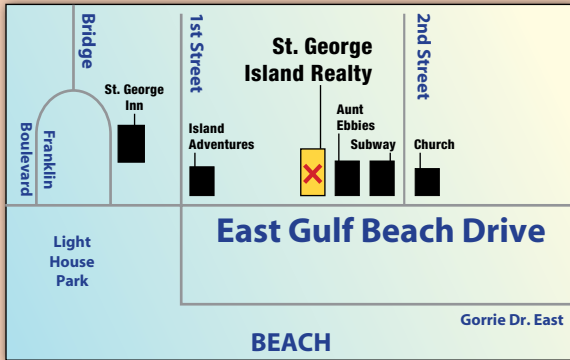 Bridge
1st Street
2nd Street
St. George
Island Realty
St. George
Inn
Aunt
Ebbies
Subway
Island
Adventures
Church
Franklin
Boulevard
East Gulf Beach Drive
Light
House
Park
Gorrie Dr. East
BEACH